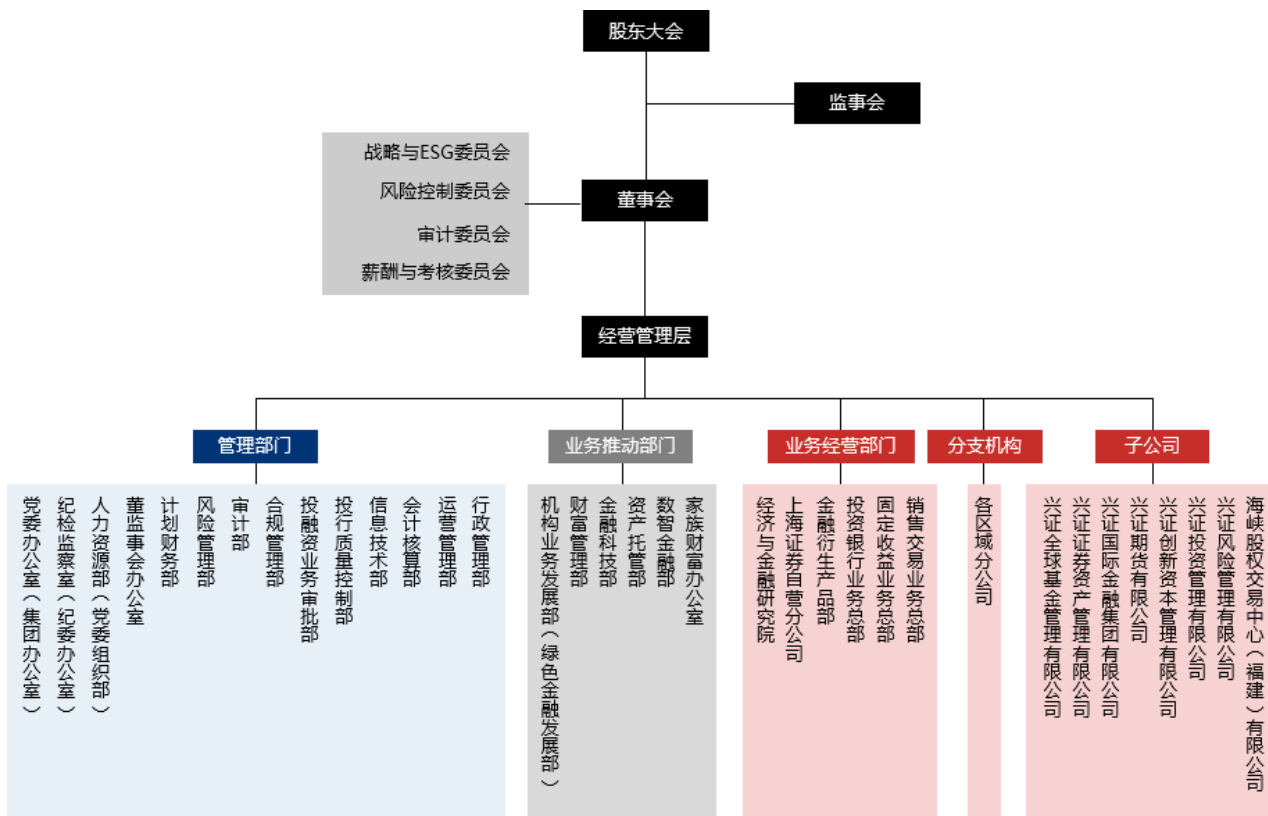 股东大会
监事会
战略与ESG委员会
风险控制委员会
审计委员会
薪酬与考核委员会
董事会
经营管理层
管理部门
业务推动部门
业务经营部门
分支机构
子公司
党委办公室（集团办公室）
纪检监察室（纪委办公室）
人力资源部（党委组织部）
董监事会办公室
计划财务部
风险管理部
审计部
合规管理部
投融资业务审批部
投行质量控制部
信息技术部
会计核算部
运营管理部
行政管理部
机构业务发展部（绿色金融发展部）
财富管理部
金融科技部
资产托管部
数智金融部
家族财富办公室
经济与金融研究院
上海证券自营分公司
金融衍生产品部
投资银行业务总部
固定收益业务总部
销售交易业务总部
各区域分公司
兴证全球基金管理有限公司
兴证证券资产管理有限公司
兴证国际金融集团有限公司
兴证期货有限公司
兴证创新资本管理有限公司
兴证投资管理有限公司
兴证风险管理有限公司
海峡股权交易中心（福建）有限公司